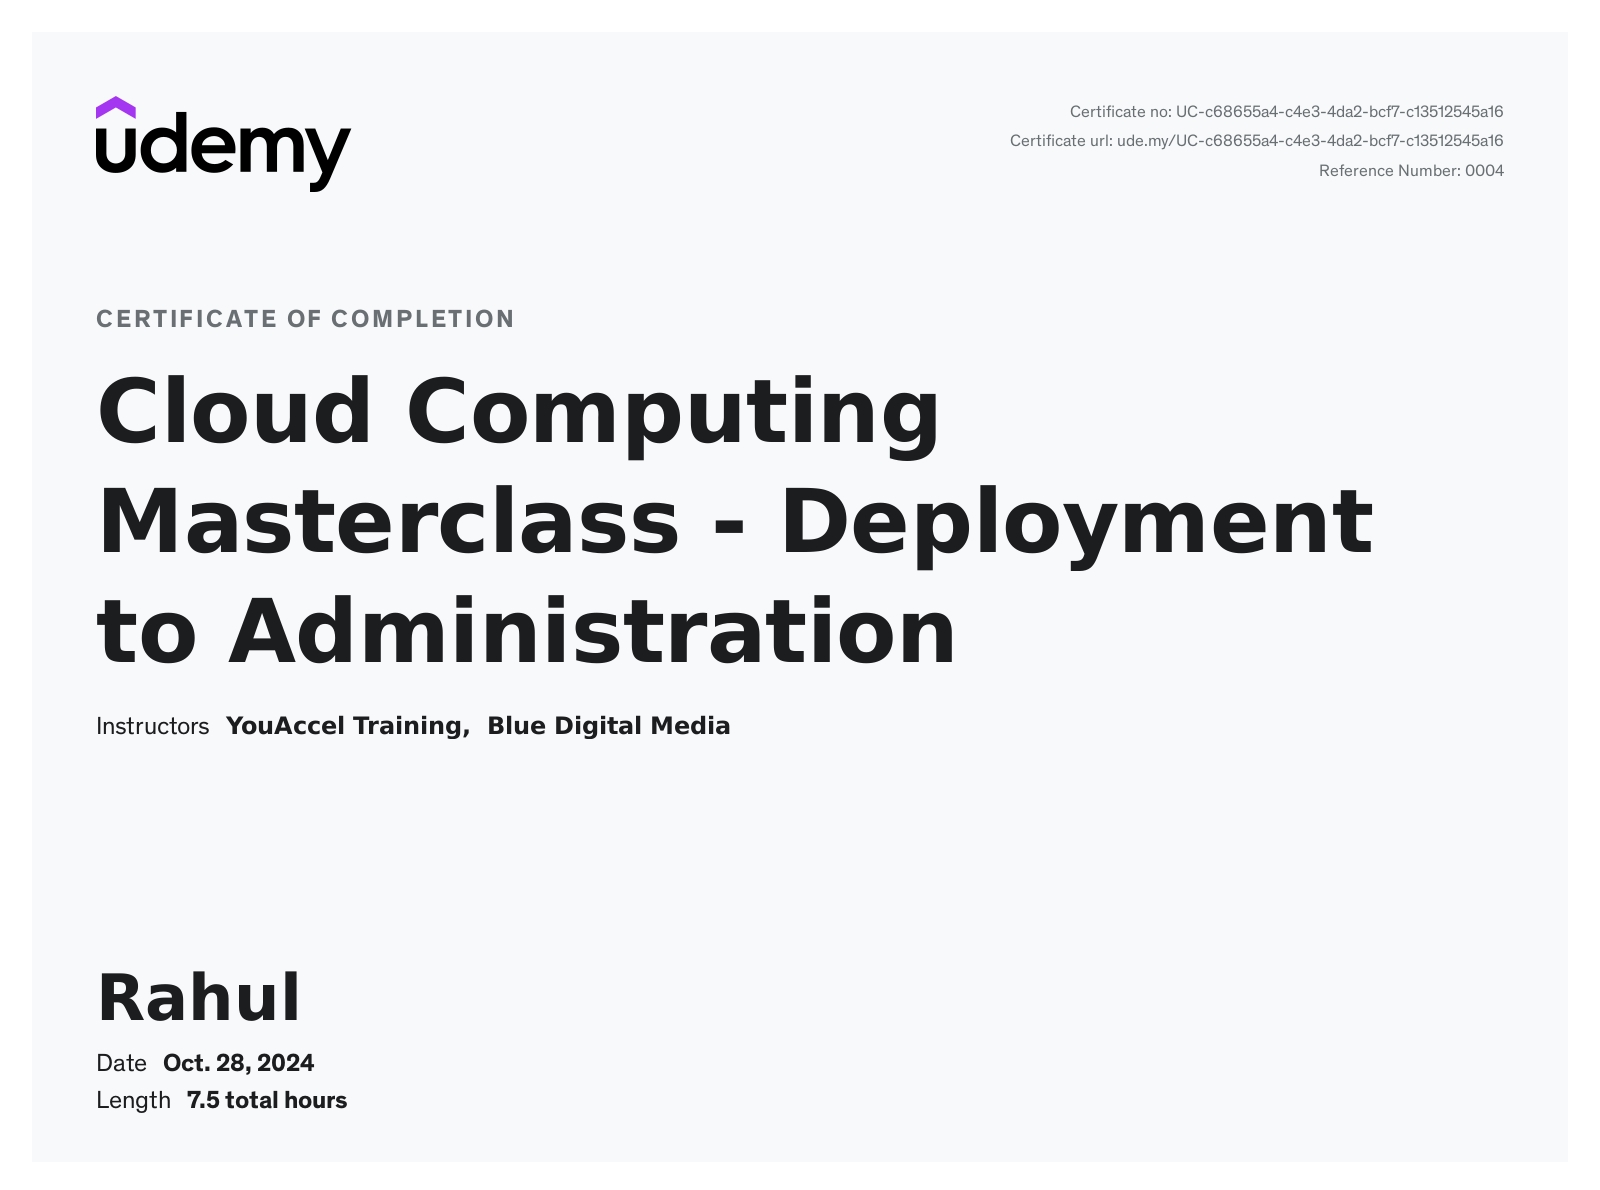 udemy
Certificate no: UC-c68655a4-c4e3-4da2-bcf7-c13512545a16
Certificate url: ude.my/UC-c68655a4-c4e3-4da2-bcf7-c13512545a16
Reference Number: 0004
CERTIFICATE OF COMPLETION
Cloud Computing
Masterclass - Deployment
to Administration
Instructors YouAccel Training, Blue Digital Media
Rahul
Date Oct. 28, 2024
Length 7.5 total hours